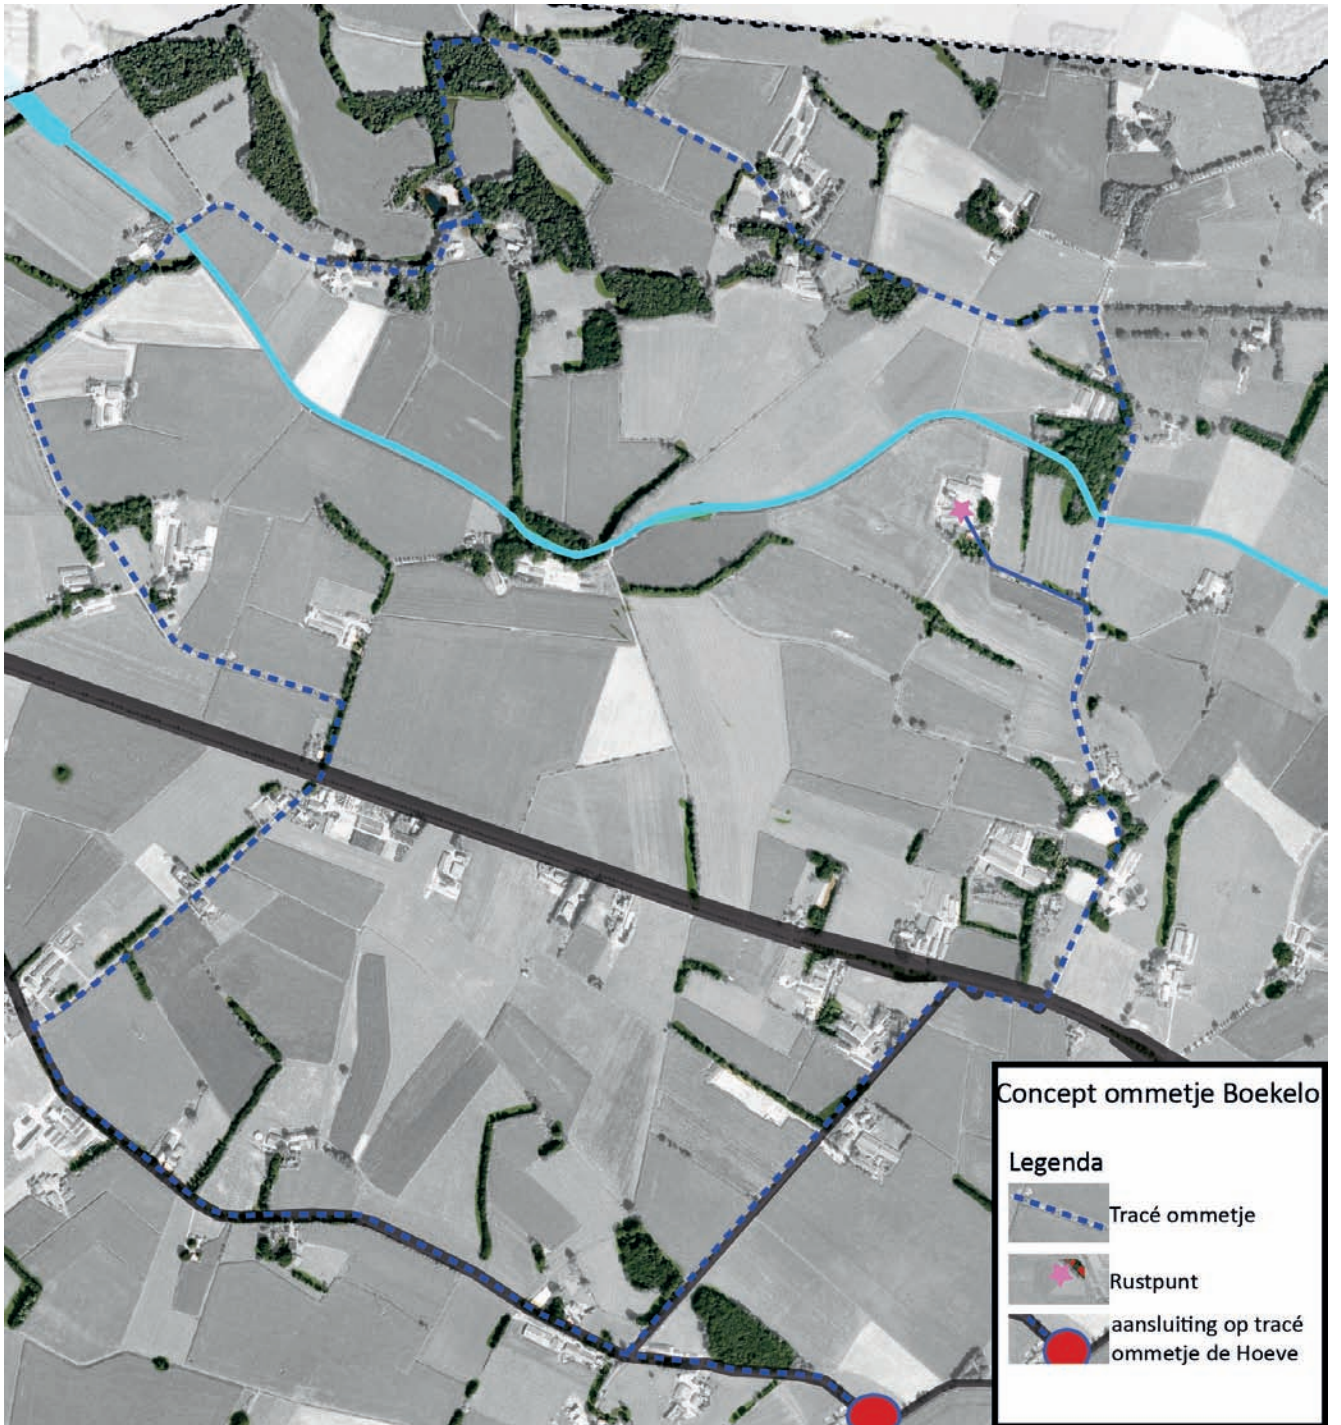 Concept ommetje Boekelo
Legenda
Tracé ommetje
Rustpunt
aansluiting op tracé
ommetje de Hoeve